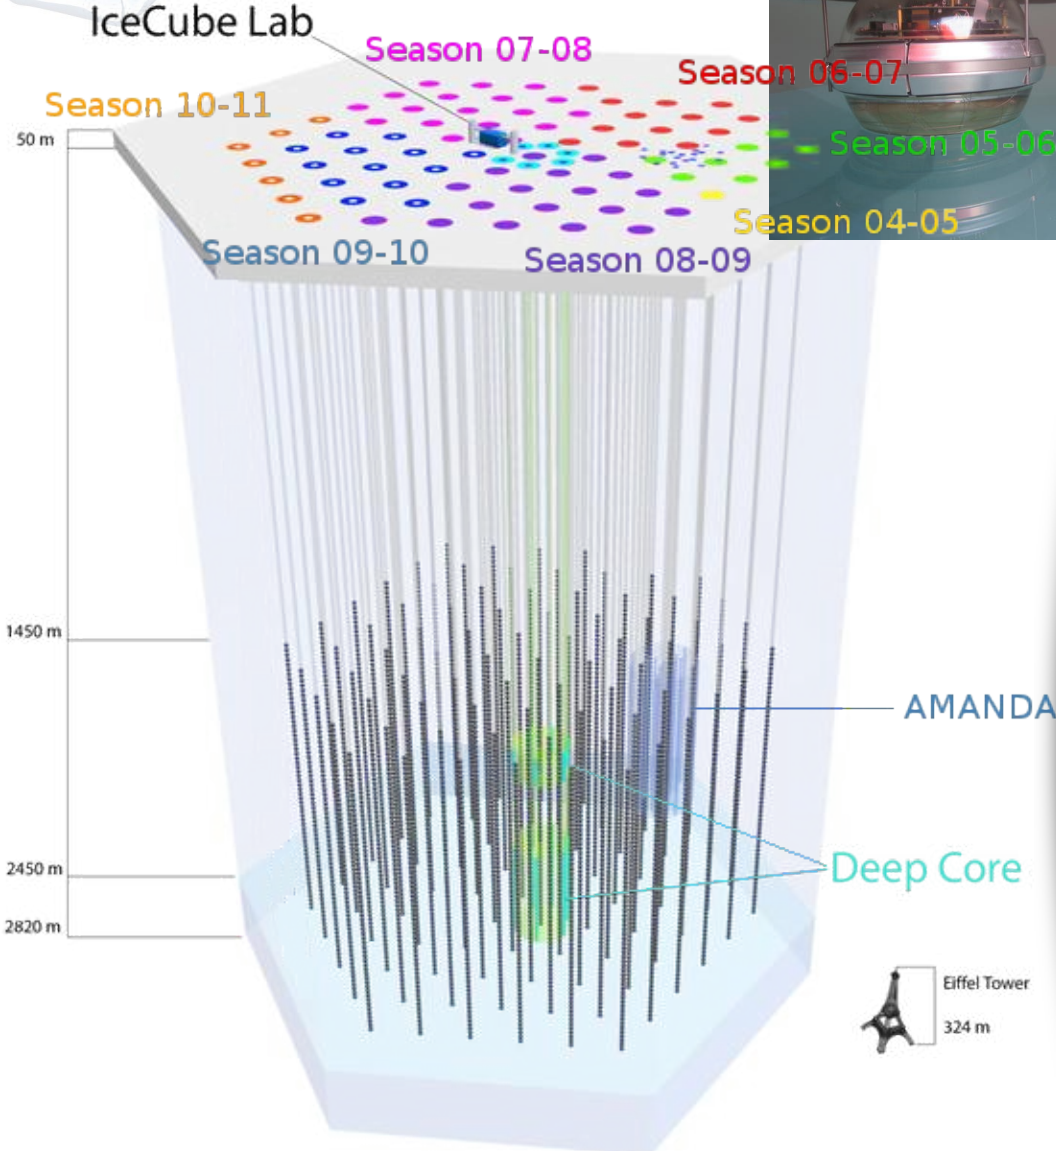 IceCube Lab
Season 07-08
Season 06-07
Season 10-11
50 m
Season 05-06
Season 04-05
Season 09-10
Season 08-09
1450 m
AMANDA
2450 m
Deep Core
2820 m
Eiffel Tower
324 m